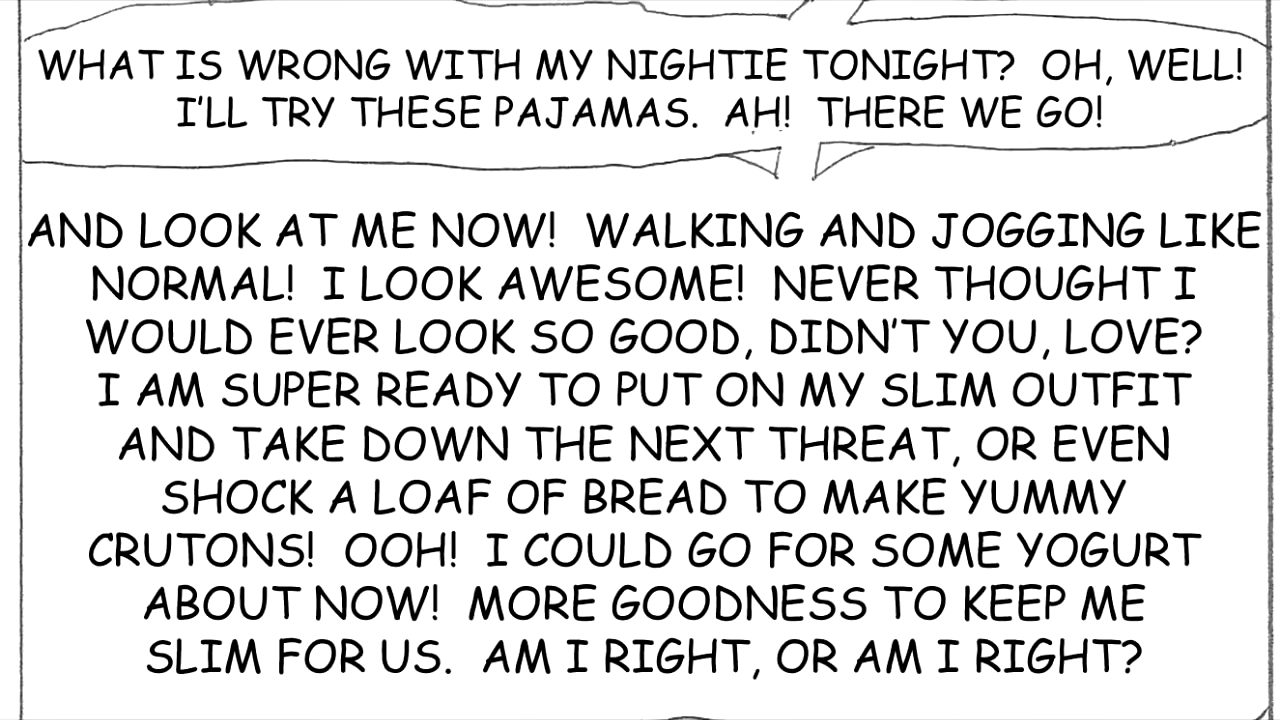 WHAT IS WRONG WITH MY NIGHTIE TONIGHT?  OH, WELL!
I'LL TRY THESE PAJAMAS.  AH!  THERE WE GO!
AND LOOK AT ME NOW!  WALKING AND JOGGING LIKE
NORMAL!  I LOOK AWESOME!  NEVER THOUGHT I
WOULD EVER LOOK SO GOOD, DIDN'T YOU, LOVE?
I AM SUPER READY TO PUT ON MY SLIM OUTFIT
AND TAKE DOWN THE NEXT THREAT, OR EVEN
SHOCK A LOAF OF BREAD TO MAKE YUMMY
CRUTONS!  OOH!  I COULD GO FOR SOME YOGURT
ABOUT NOW!  MORE GOODNESS TO KEEP ME
SLIM FOR US.  AM I RIGHT, OR AM I RIGHT?